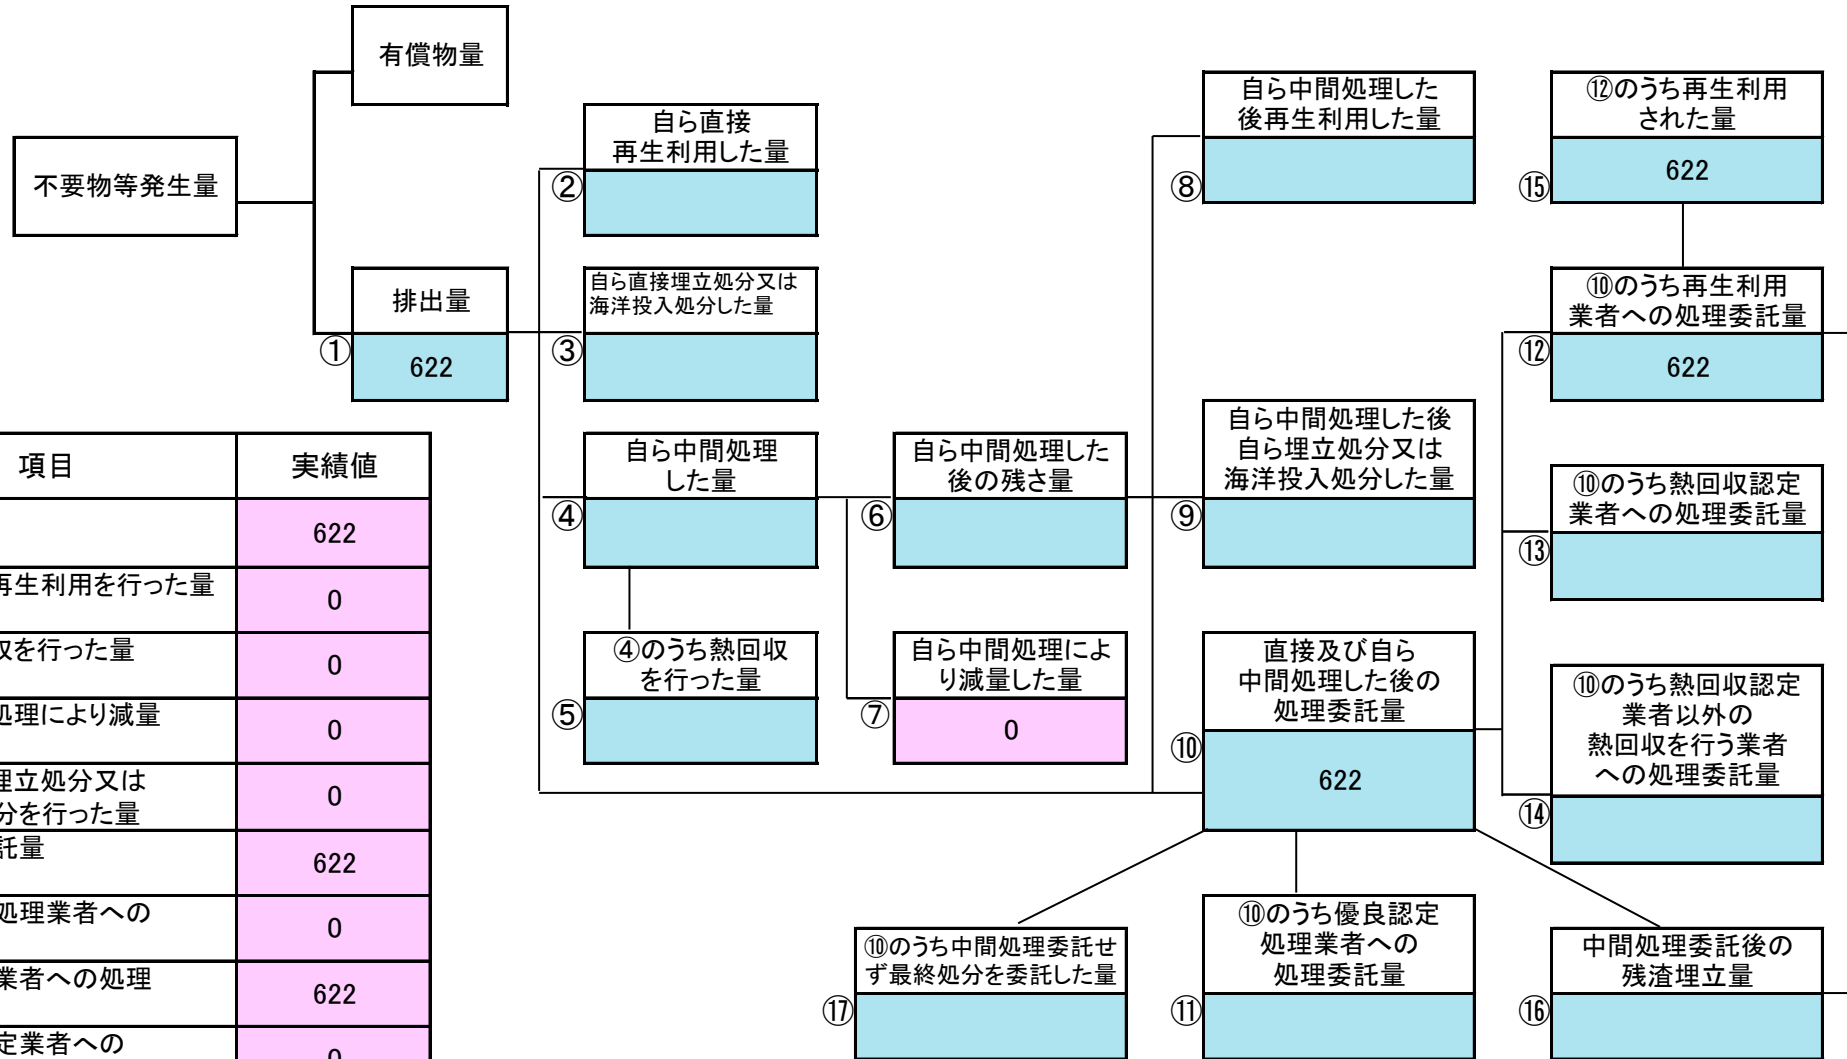 有償物量
不要物等発生量
排出量
①
622
自ら直接
再生利用した量
②
自ら直接埋立処分又は
海洋投入処分した量
③
自ら中間処理
した量
④
④のうち熱回収
を行った量
⑤
自ら中間処理した
後の残さ量
⑥
自ら中間処理によ
り減量した量
⑦
0
自ら中間処理した
後再生利用した量
⑧
自ら中間処理した後
自ら埋立処分又は
海洋投入処分した量
⑨
直接及び自ら
中間処理した後の
処理委託量
⑩
622
⑫のうち再生利用
された量
622
⑮
⑩のうち再生利用
業者への処理委託量
⑫
622
⑩のうち熱回収認定
業者への処理委託量
⑬
⑩のうち熱回収認定
業者以外の
熱回収を行う業者
への処理委託量
⑭
⑩のうち中間処理委託せ
ず最終処分を委託した量
⑰
⑩のうち優良認定
処理業者への
処理委託量
⑪
中間処理委託後の
残渣埋立量
⑯
項目 実績値
622
再生利用を行った量 0
収を行った量 0
処理により減量 0
埋立処分又は
分を行った量 0
託量 622
処理業者への 0
業者への処理 622
定業者への 0